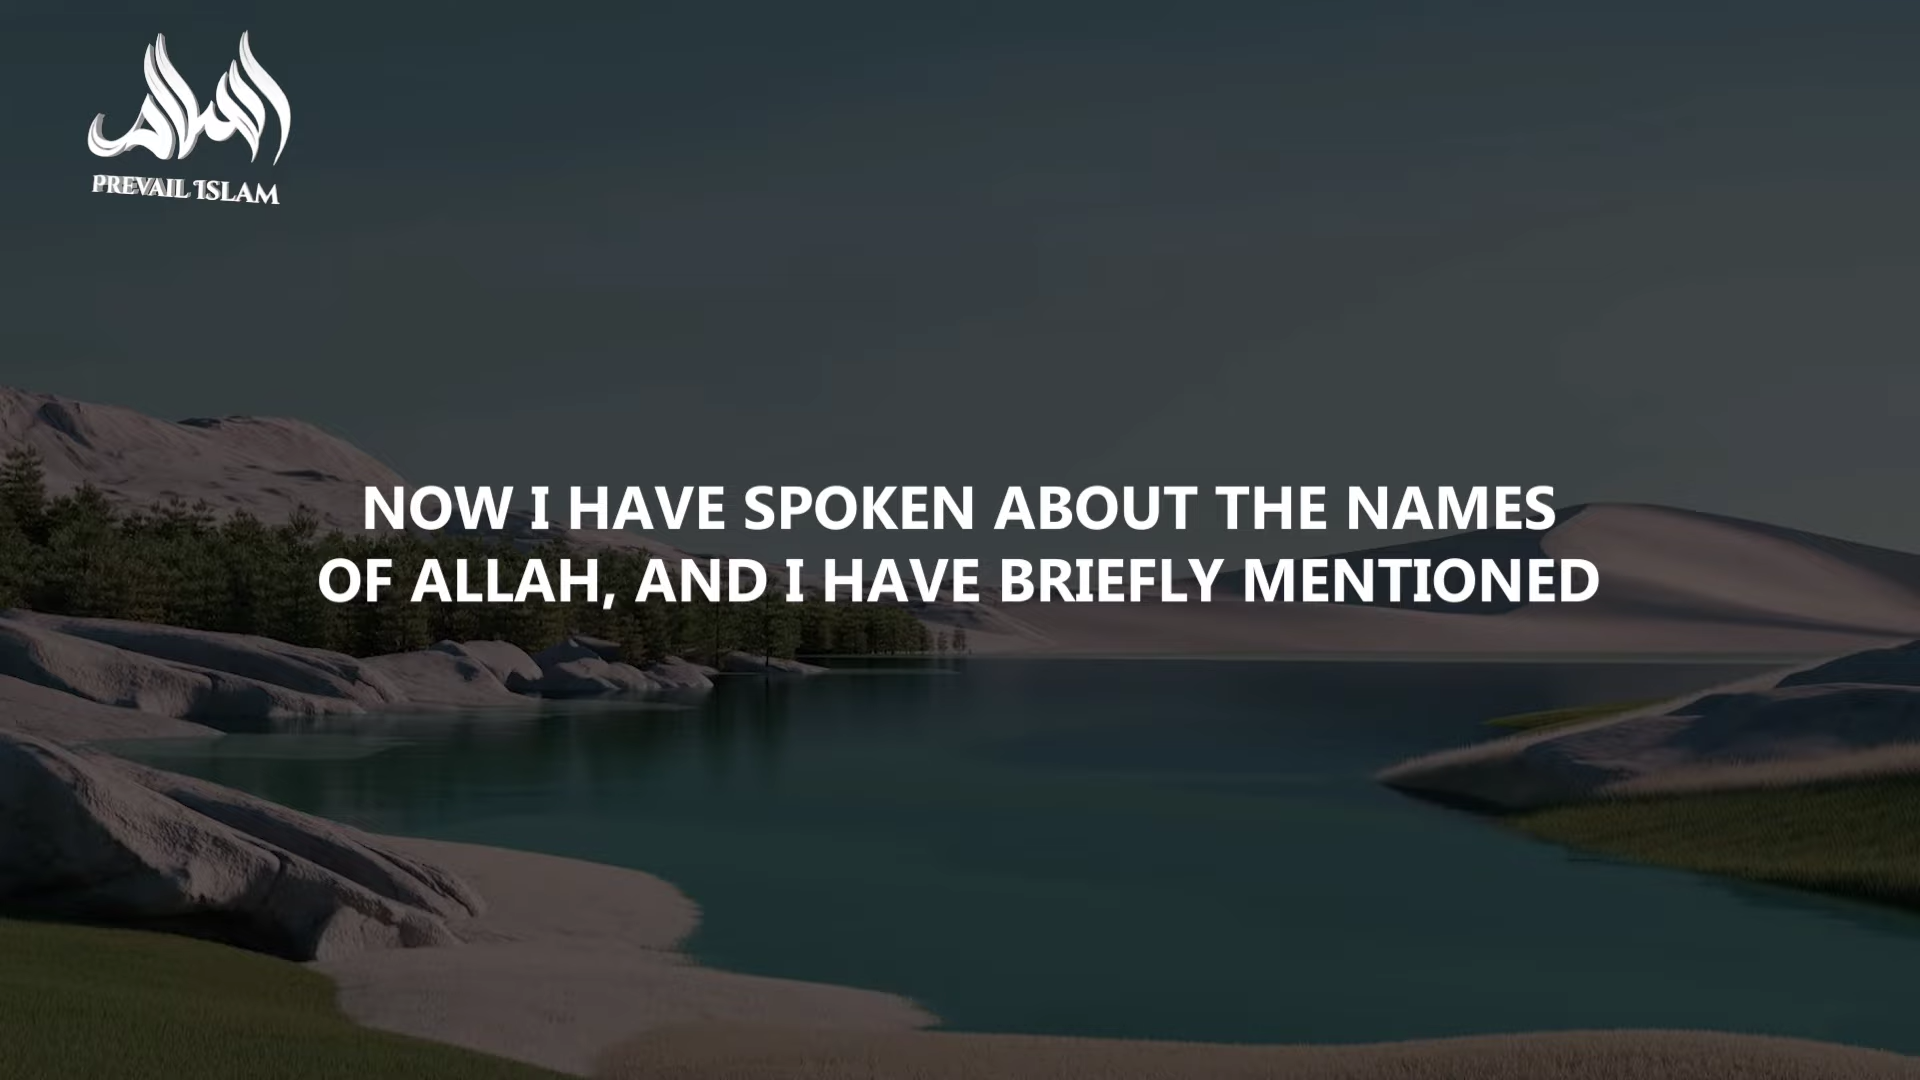 PREVAIL ISLAM
NOW I HAVE SPOKEN ABOUT THE NAMES
OF ALLAH, AND I HAVE BRIEFLY MENTIONED